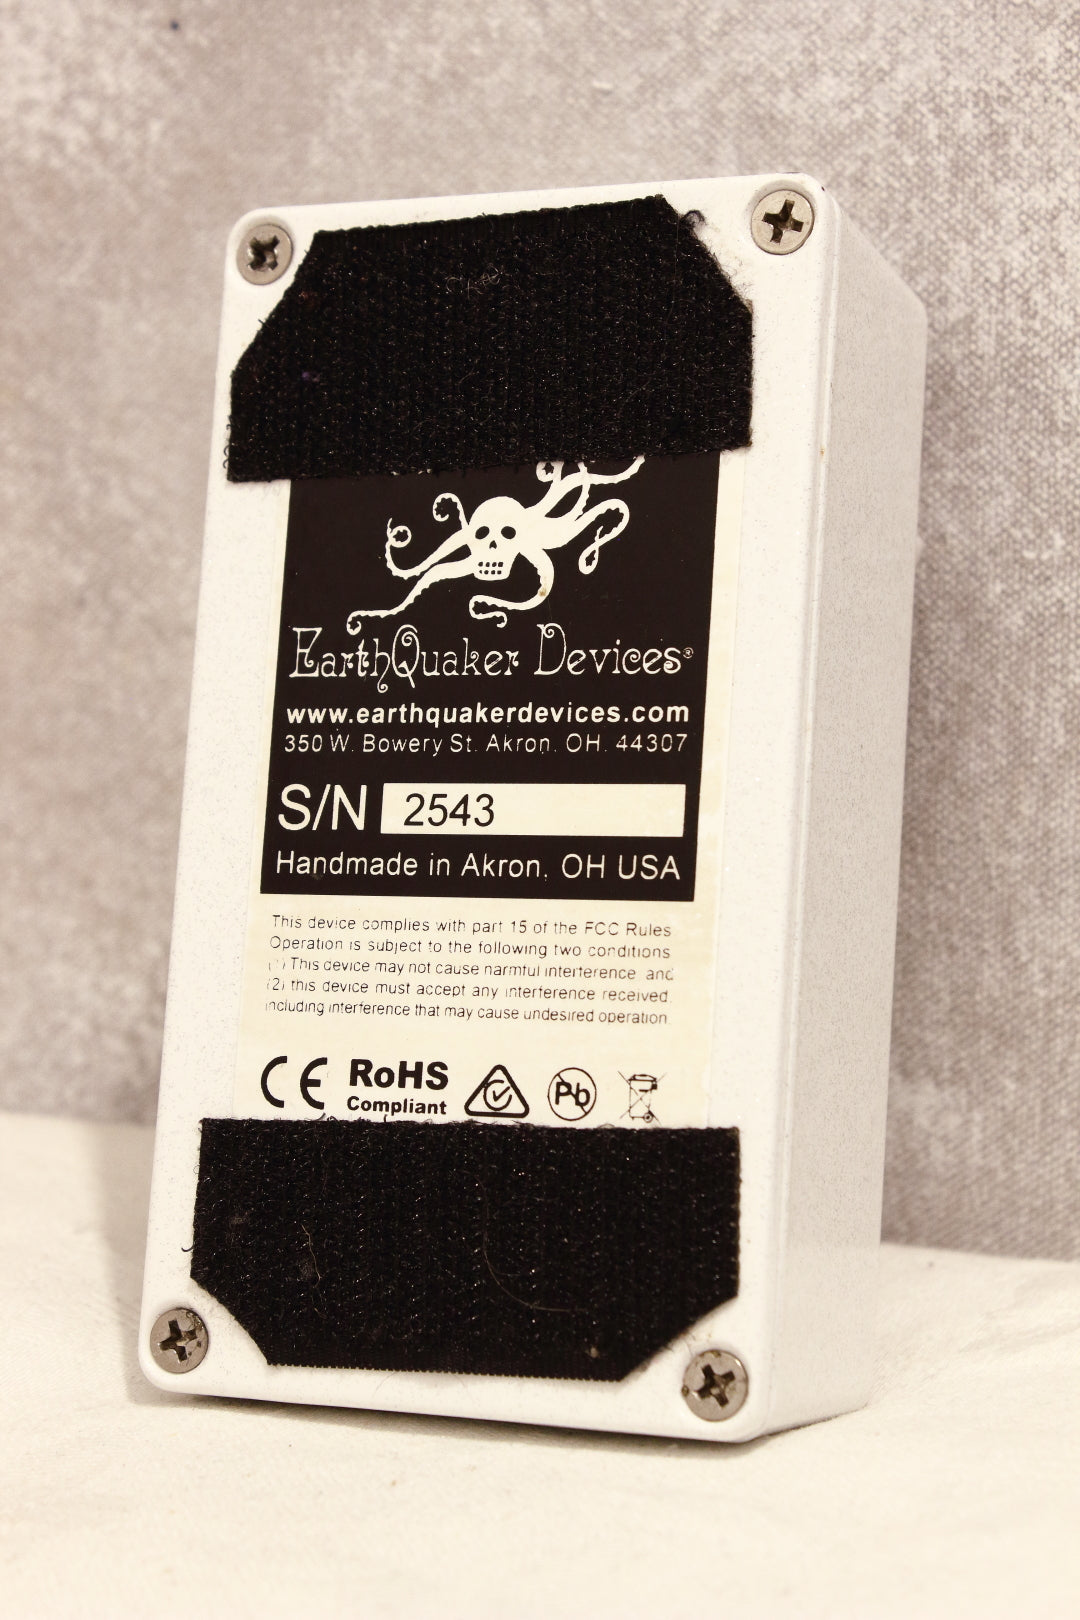 EarthQuaker Devices®
www.earthquakerdevices.com
350 W. Bowery St. Akron, OH. 44307
S/N 2543
Handmade in Akron, OH USA
This device complies with part 15 of the FCC Rules
Operation is subject to the following two conditions
(1) This device may not cause narmful interference and
(2) this device must accept any interference received,
including interference that may cause undesired operation
CE RoHS
Compliant
Pb